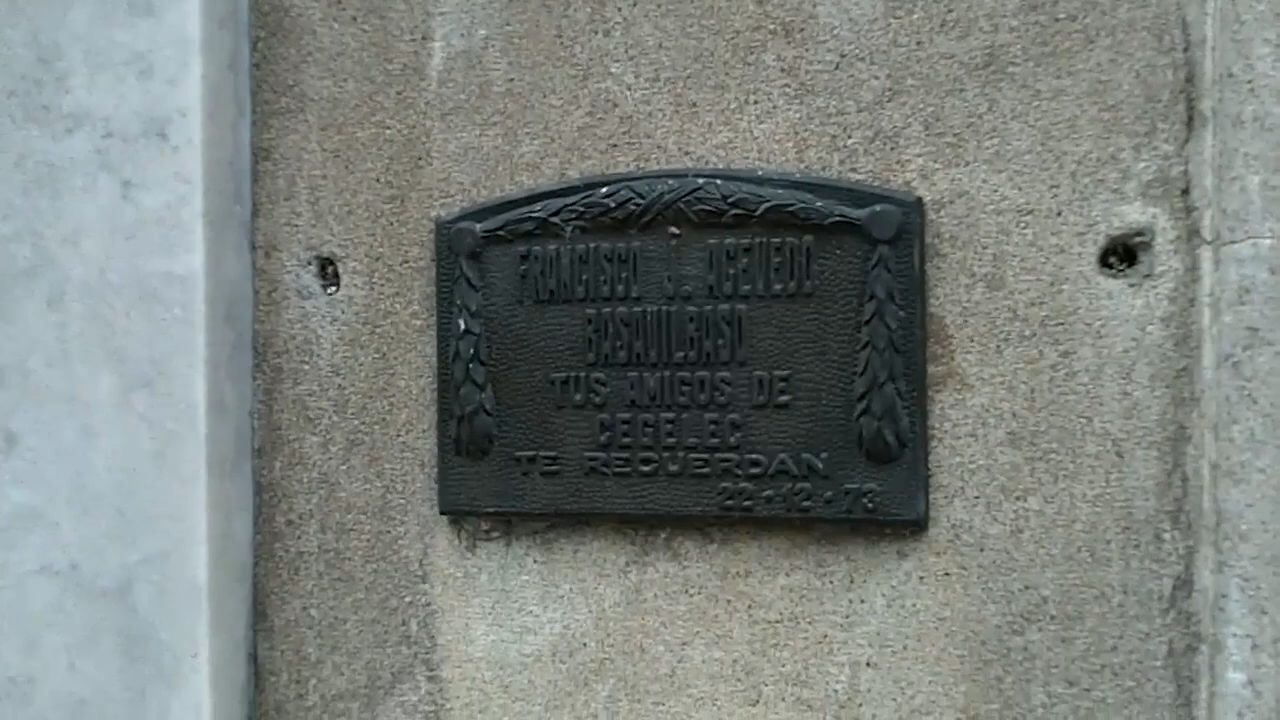 FRANCISCO J. ACEVEDO
BASAVILBASO
TUS AMIGOS DE
CEGELEC
TE RECUERDAN
22·12·73